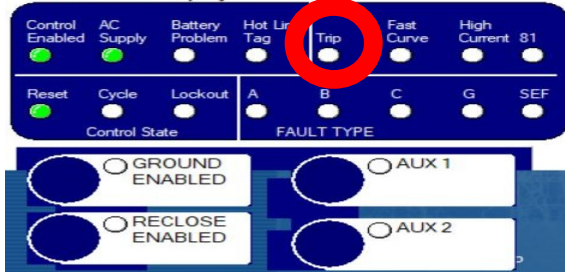 Control AC Battery Hot Fast High
Enabled Supply Problem Tag Trip Curve Current 81
Reset Cycle Lockout A B C G SEF
Control State FAULT TYPE
GROUND AUX 1
ENABLED
RECLOSE AUX 2
ENABLED